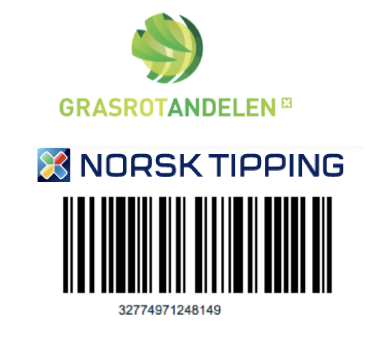 GRASROTANDELEN
NORSK TIPPING
32774971248149